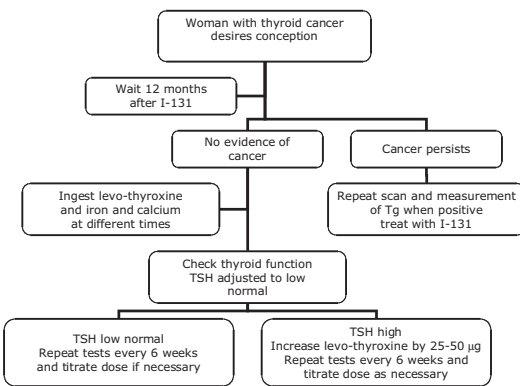 Woman with thyroid cancer
desires conception
Wait 12 months
after I-131
No evidence of
cancer
Cancer persists
Ingest levo-thyroxine
and iron and calcium
at different times
Repeat scan and measurement
of Tg when positive
treat with I-131
Check thyroid function
TSH adjusted to low
normal
TSH low normal
Repeat tests every 6 weeks
and titrate dose if necessary
TSH high
Increase levo-thyroxine by 25-50 µg
Repeat tests every 6 weeks and
titrate dose as necessary